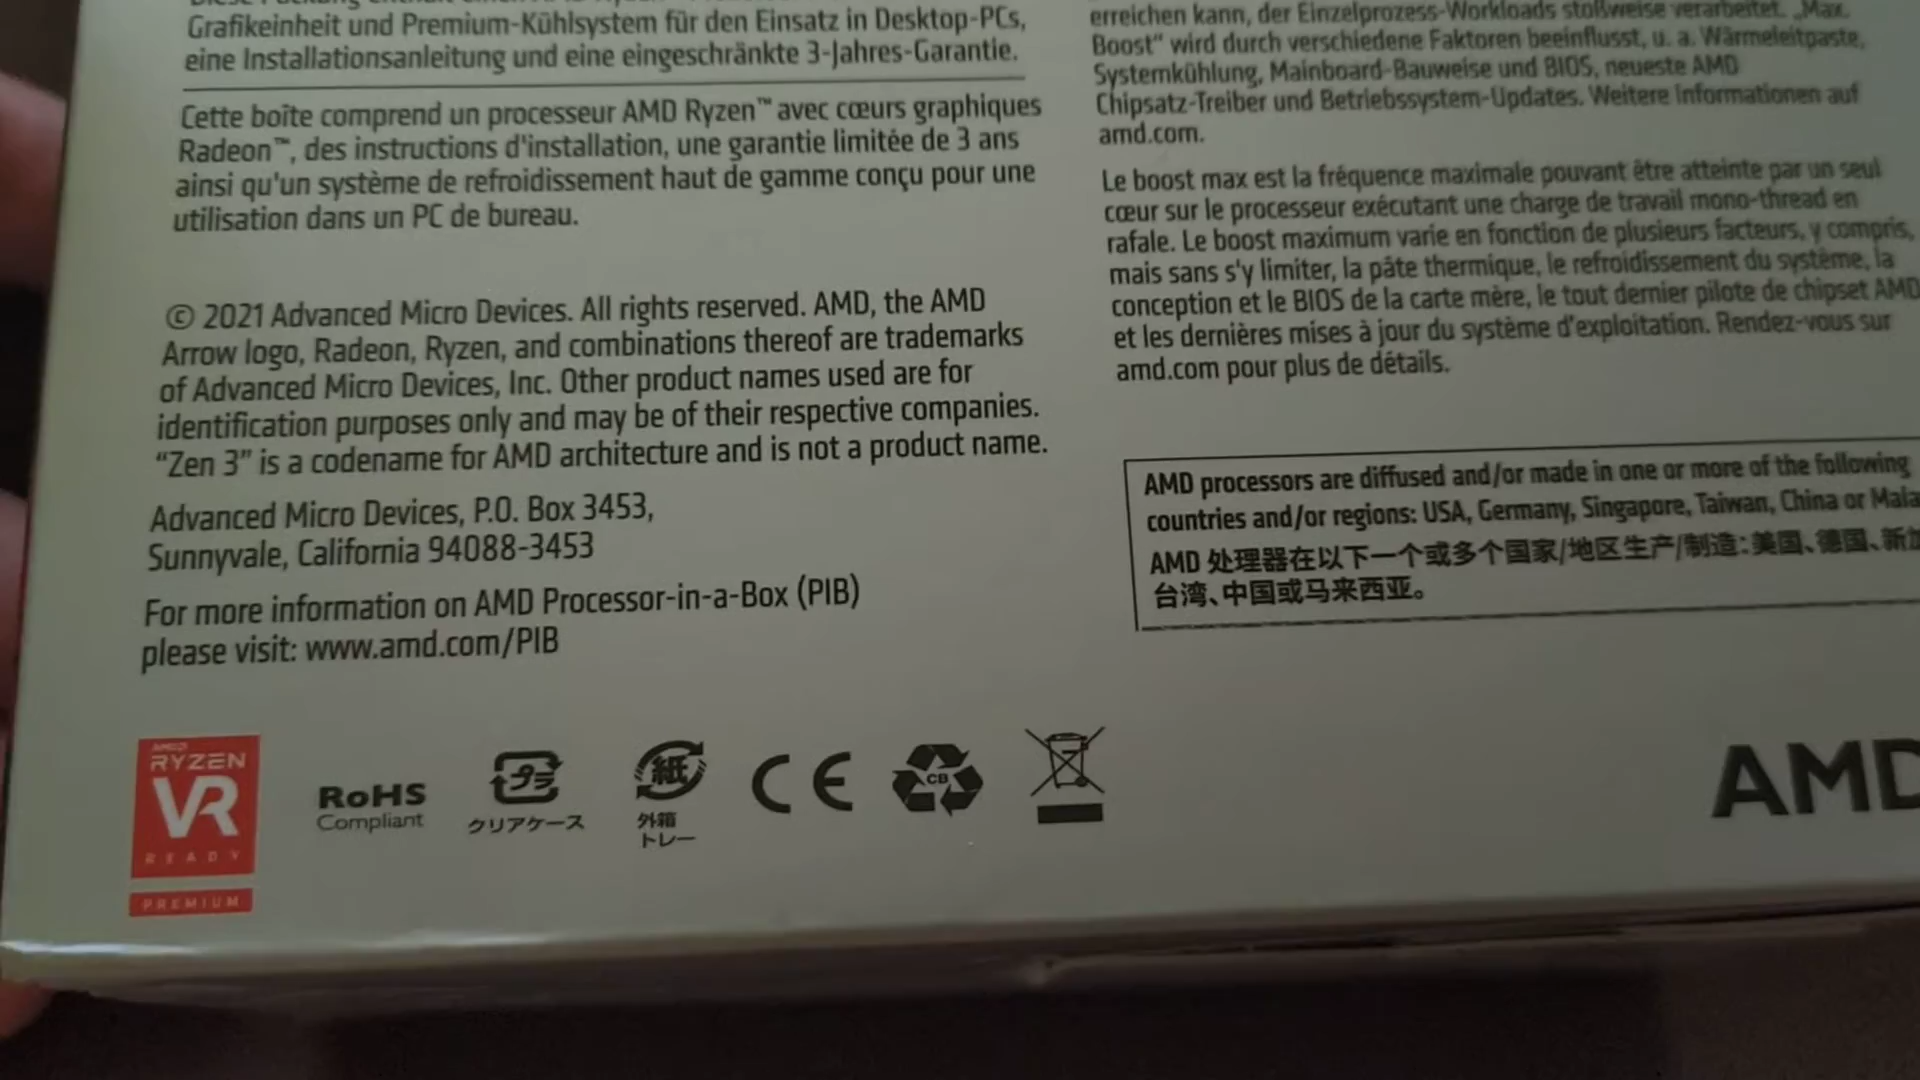 Grafikeinheit und Premium-Kühlsystem für den Einsatz in Desktop-PCs,
eine Installationsanleitung und eine eingeschränkte 3-Jahres-Garantie.
Cette boîte comprend un processeur AMD Ryzen™ avec cœurs graphiques
Radeon™, des instructions d'installation, une garantie limitée de 3 ans
ainsi qu'un système de refroidissement haut de gamme conçu pour une
utilisation dans un PC de bureau.
© 2021 Advanced Micro Devices. All rights reserved. AMD, the AMD
Arrow logo, Radeon, Ryzen, and combinations thereof are trademarks
of Advanced Micro Devices, Inc. Other product names used are for
identification purposes only and may be of their respective companies.
“Zen 3” is a codename for AMD architecture and is not a product name.
Advanced Micro Devices, P.O. Box 3453,
Sunnyvale, California 94088-3453
For more information on AMD Processor-in-a-Box (PIB)
please visit: www.amd.com/PIB
erreichen kann, der Einzelprozess-Workloads stoßweise verarbeitet. „Max.
Boost“ wird durch verschiedene Faktoren beeinflusst, u. a. Wärmeleitpaste,
Systemkühlung, Mainboard-Bauweise und BIOS, neueste AMD
Chipsatz-Treiber und Betriebssystem-Updates. Weitere Informationen auf
amd.com.
Le boost max est la fréquence maximale pouvant être atteinte par un seul
cœur sur le processeur exécutant une charge de travail mono-thread en
rafale. Le boost maximum varie en fonction de plusieurs facteurs, y compris,
mais sans s'y limiter, la pâte thermique, le refroidissement du système, la
conception et le BIOS de la carte mère, le tout dernier pilote de chipset AMD
et les dernières mises à jour du système d'exploitation. Rendez-vous sur
amd.com pour plus de détails.
AMD processors are diffused and/or made in one or more of the following
countries and/or regions: USA, Germany, Singapore, Taiwan, China or Mala
AMD 处理器在以下一个或多个国家/地区生产/制造：美国、德国、新加
台湾、中国或马来西亚。
AMD
RYZEN
VR
READY
PREMIUM
RoHS
Compliant
プラ
クリアケース
紙
外箱
トレー
CE
CB
AMD